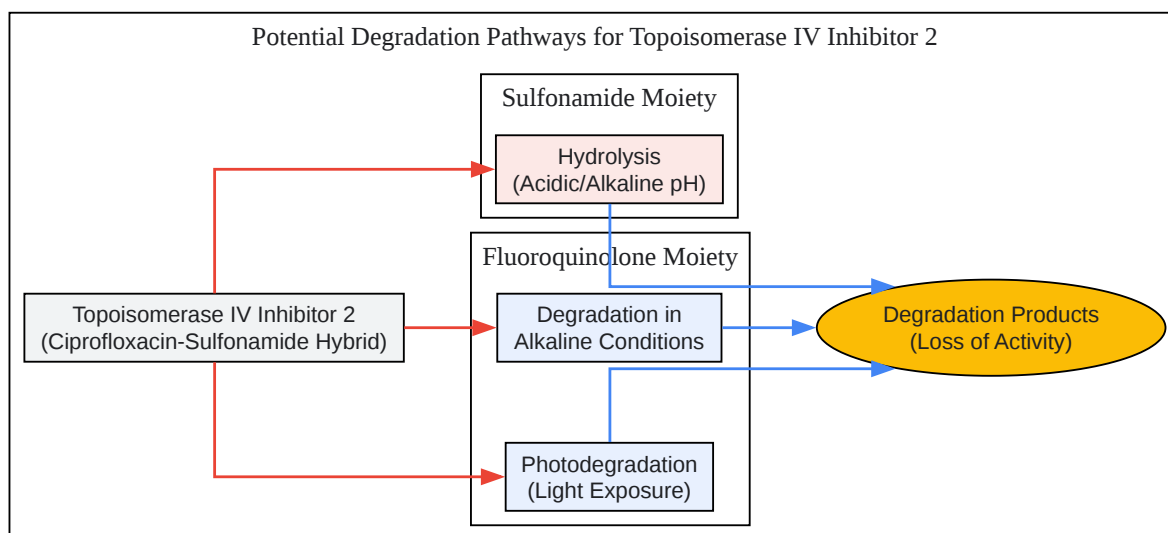 Potential Degradation Pathways for Topoisomerase IV Inhibitor 2
Sulfonamide Moiety
Hydrolysis
(Acidic/Alkaline pH)
Fluoroquinolone Moiety
Topoisomerase IV Inhibitor 2
(Ciprofloxacin-Sulfonamide Hybrid)
Degradation in
Alkaline Conditions
Degradation Products
(Loss of Activity)
Photodegradation
(Light Exposure)